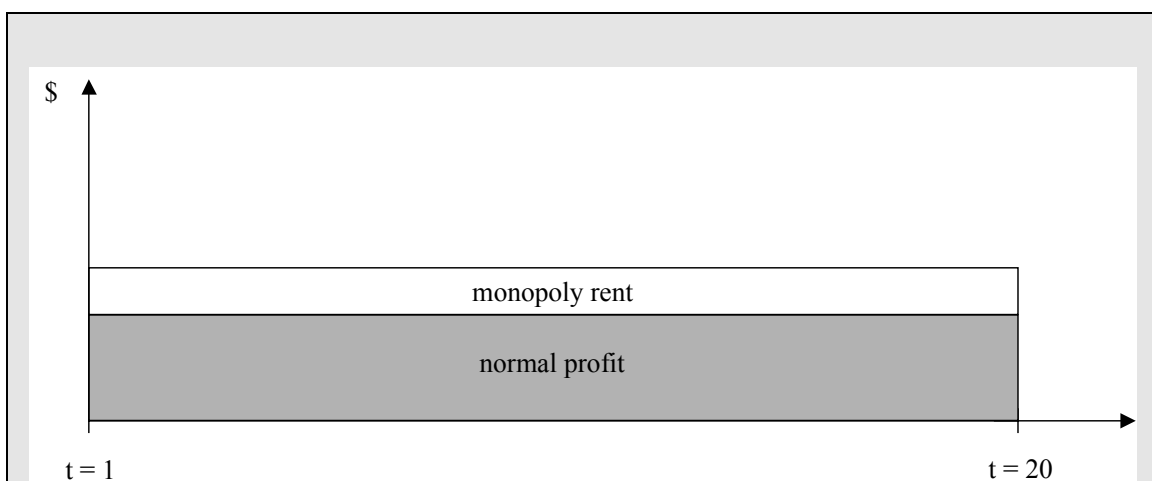 $
monopoly rent
normal profit
t = 1
t = 20